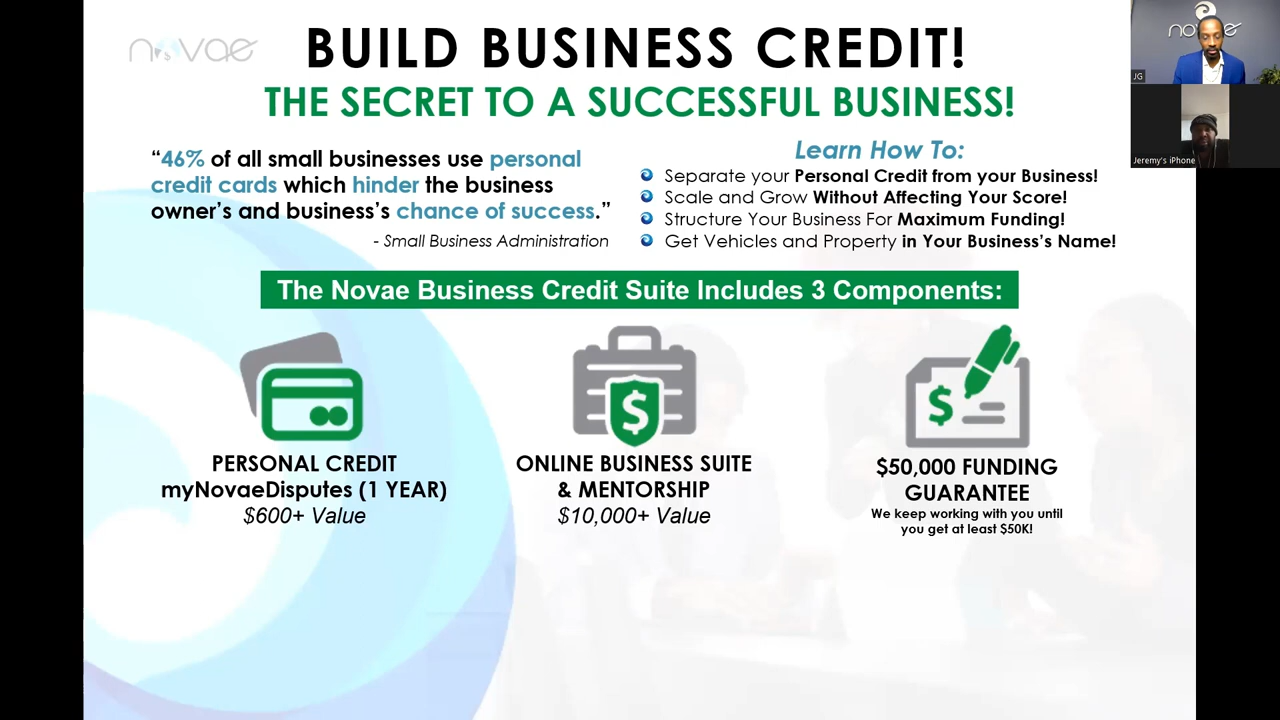 novae
BUILD BUSINESS CREDIT!
THE SECRET TO A SUCCESSFUL BUSINESS!
“46% of all small businesses use personal
credit cards which hinder the business
owner’s and business’s chance of success.”
- Small Business Administration
Learn How To:
Separate your Personal Credit from your Business!
Scale and Grow Without Affecting Your Score!
Structure Your Business For Maximum Funding!
Get Vehicles and Property in Your Business’s Name!
The Novae Business Credit Suite Includes 3 Components:
PERSONAL CREDIT
myNovaeDisputes (1 YEAR)
$600+ Value
$
ONLINE BUSINESS SUITE
& MENTORSHIP
$10,000+ Value
$
$50,000 FUNDING
GUARANTEE
We keep working with you until
you get at least $50K!
novae
JG
Jeremy's iPhone